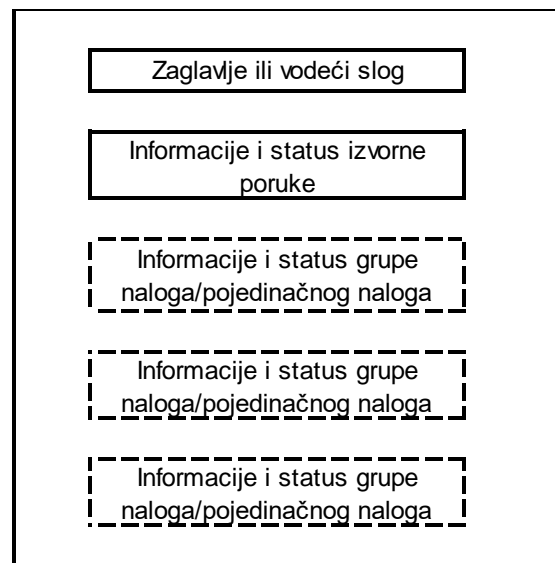 Zaglavlje ili vodeći slog
Informacije i status izvorne
poruke
Informacije i status grupe
naloga/pojedinačnog naloga
Informacije i status grupe
naloga/pojedinačnog naloga
Informacije i status grupe
naloga/pojedinačnog naloga